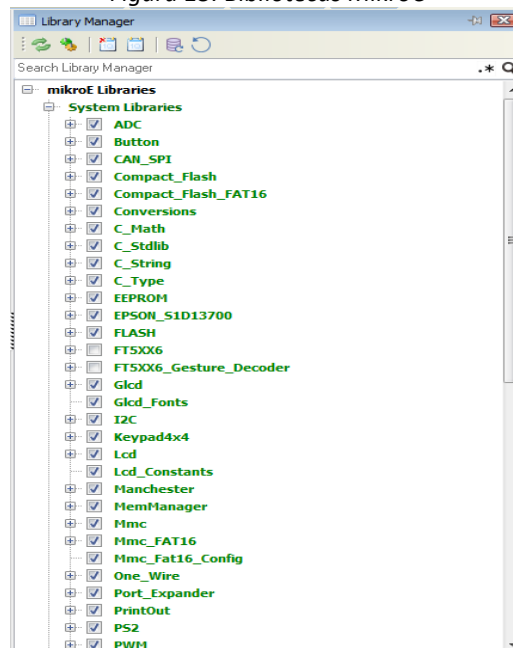 Library Manager
Search Library Manager
.*
mikroE Libraries
System Libraries
ADC
Button
CAN_SPI
Compact_Flash
Compact_Flash_FAT16
Conversions
C_Math
C_Stdlib
C_String
C_Type
EEPROM
EPSON_S1D13700
FLASH
FT5XX6
FT5XX6_Gesture_Decoder
Glcd
Glcd_Fonts
I2C
Keypad4x4
Lcd
Lcd_Constants
Manchester
MemManager
Mmc
Mmc_FAT16
Mmc_Fat16_Config
One_Wire
Port_Expander
PrintOut
PS2
PWM